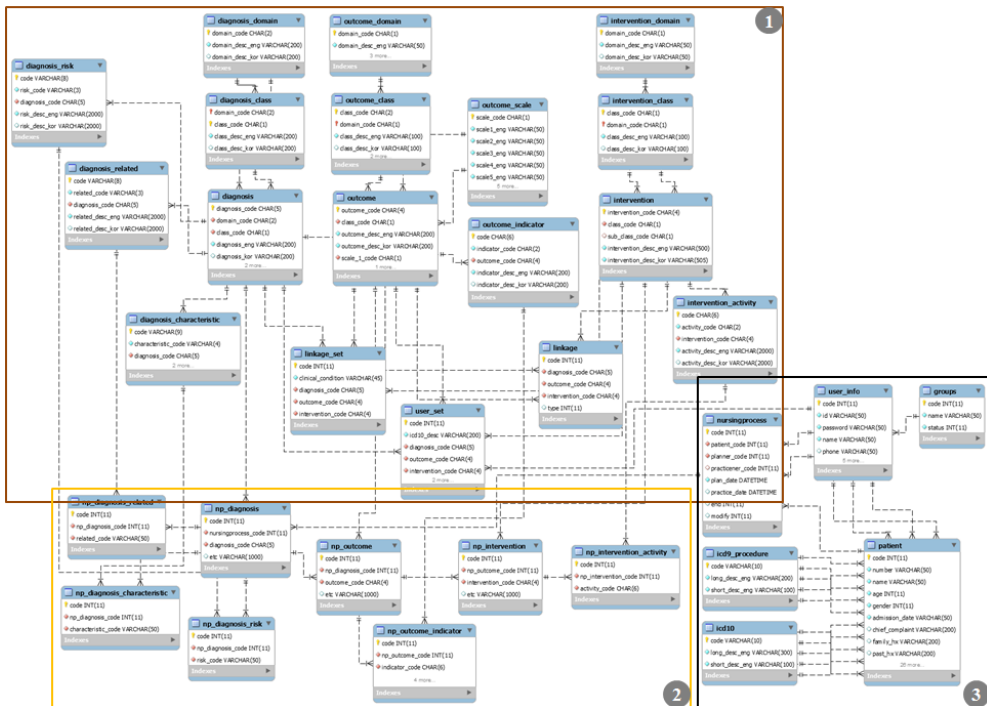 1
diagnosis_domain
domain_code CHAR(2)
domain_desc_eng VARCHAR(200)
domain_desc_kor VARCHAR(200)
Indexes
outcome_domain
domain_code CHAR(1)
domain_desc_eng VARCHAR(50)
3 more...
Indexes
intervention_domain
domain_code CHAR(1)
domain_desc_eng VARCHAR(50)
domain_desc_kor VARCHAR(50)
Indexes
diagnosis_risk
code VARCHAR(8)
risk_code VARCHAR(3)
diagnosis_code CHAR(5)
risk_desc_eng VARCHAR(2000)
risk_desc_kor VARCHAR(2000)
Indexes
diagnosis_class
domain_code CHAR(2)
class_code CHAR(1)
class_desc_eng VARCHAR(200)
class_desc_kor VARCHAR(200)
Indexes
outcome_class
class_code CHAR(2)
domain_code CHAR(1)
class_desc_eng VARCHAR(100)
2 more...
Indexes
outcome_scale
scale_code CHAR(1)
scale1_eng VARCHAR(50)
scale2_eng VARCHAR(50)
scale3_eng VARCHAR(50)
scale4_eng VARCHAR(50)
scale5_eng VARCHAR(50)
Indexes
intervention_class
class_code CHAR(1)
domain_code CHAR(1)
class_desc_eng VARCHAR(100)
class_desc_kor VARCHAR(50)
Indexes
diagnosis_related
code VARCHAR(8)
related_code VARCHAR(3)
diagnosis_code CHAR(5)
related_desc_eng VARCHAR(2000)
related_desc_kor VARCHAR(2000)
Indexes
diagnosis
diagnosis_code CHAR(5)
domain_code CHAR(2)
class_code CHAR(1)
diagnosis_eng VARCHAR(200)
diagnosis_kor VARCHAR(200)
2 more...
Indexes
outcome
outcome_code CHAR(4)
class_code CHAR(1)
outcome_desc_eng VARCHAR(200)
outcome_desc_kor VARCHAR(200)
scale_1_code CHAR(1)
1 more...
Indexes
outcome_indicator
code CHAR(6)
indicator_code CHAR(2)
outcome_code CHAR(4)
indicator_desc_eng VARCHAR(200)
indicator_desc_kor VARCHAR(200)
Indexes
intervention
intervention_code CHAR(4)
class_code CHAR(1)
sub_class_code CHAR(1)
intervention_desc_eng VARCHAR(500)
intervention_desc_kor VARCHAR(505)
Indexes
intervention_activity
code CHAR(6)
activity_code CHAR(2)
intervention_code CHAR(4)
activity_desc_eng VARCHAR(2000)
activity_desc_kor VARCHAR(2000)
Indexes
diagnosis_characteristic
code VARCHAR(9)
characteristic_code VARCHAR(4)
diagnosis_code CHAR(5)
2 more...
Indexes
linkage_set
code INT(11)
clinical_condition VARCHAR(45)
diagnosis_code CHAR(5)
outcome_code CHAR(4)
intervention_code CHAR(4)
Indexes
linkage
code INT(11)
diagnosis_code CHAR(5)
outcome_code CHAR(4)
intervention_code CHAR(4)
type INT(11)
Indexes
user_set
code INT(11)
icd10_desc VARCHAR(200)
diagnosis_code CHAR(5)
outcome_code CHAR(4)
intervention_code CHAR(4)
Indexes
nursingprocess
code INT(11)
patient_code INT(11)
planner_code INT(11)
practicener_code INT(11)
plan_date DATETIME
practice_date DATETIME
end INT(11)
modify INT(11)
Indexes
user_info
code INT(11)
id VARCHAR(50)
password VARCHAR(50)
name VARCHAR(50)
phone VARCHAR(50)
Indexes
groups
code INT(11)
name VARCHAR(50)
status INT(11)
Indexes
np_diagnosis_related
code INT(11)
np_diagnosis_code INT(11)
related_code VARCHAR(50)
Indexes
np_diagnosis
code INT(11)
nursingprocess_code INT(11)
diagnosis_code CHAR(5)
etc VARCHAR(1000)
Indexes
np_outcome
code INT(11)
np_diagnosis_code INT(11)
outcome_code CHAR(4)
etc VARCHAR(1000)
Indexes
np_intervention
code INT(11)
np_outcome_code INT(11)
intervention_code CHAR(4)
etc VARCHAR(1000)
Indexes
np_intervention_activity
code INT(11)
np_intervention_code INT(11)
activity_code CHAR(6)
Indexes
np_diagnosis_characteristic
code INT(11)
np_diagnosis_code INT(11)
characteristic_code VARCHAR(50)
Indexes
np_diagnosis_risk
code INT(11)
np_diagnosis_code INT(11)
risk_code VARCHAR(50)
Indexes
np_outcome_indicator
code INT(11)
np_outcome_code INT(11)
indicator_code CHAR(6)
4 more...
Indexes
2
icd9_procedure
code VARCHAR(10)
long_desc_eng VARCHAR(200)
short_desc_eng VARCHAR(100)
Indexes
icd10
code VARCHAR(10)
long_desc_eng VARCHAR(300)
short_desc_eng VARCHAR(100)
Indexes
patient
code INT(11)
number VARCHAR(50)
name VARCHAR(50)
age INT(11)
gender INT(11)
admission_date VARCHAR(50)
chief_complaint VARCHAR(200)
family_hx VARCHAR(200)
past_hx VARCHAR(200)
Indexes
3